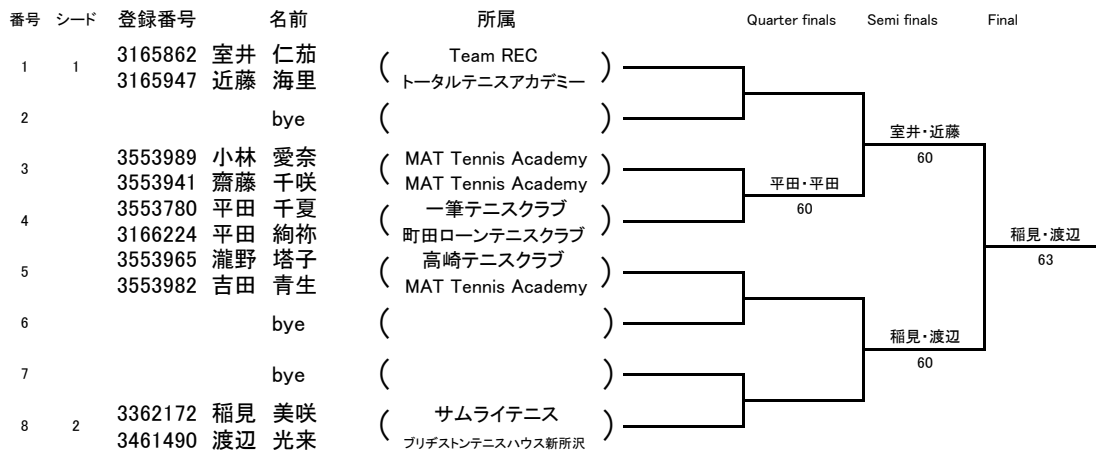 番号 シード 登録番号 名前 所属 Quarter finals Semi finals Final
1 1 3165862 室井 仁茄 ( Team REC )
3165947 近藤 海里 トータルテニスアカデミー
2 bye ( )
室井・近藤
60
3 3553989 小林 愛奈 ( MAT Tennis Academy )
3553941 齋藤 千咲 MAT Tennis Academy
平田・平田
60
4 3553780 平田 千夏 ( 一筆テニスクラブ )
3166224 平田 絢祢 町田ローンテニスクラブ
稲見・渡辺
63
5 3553965 瀧野 塔子 ( 高崎テニスクラブ )
3553982 吉田 青生 MAT Tennis Academy
6 bye ( )
稲見・渡辺
60
7 bye ( )
8 2 3362172 稲見 美咲 ( サムライテニス )
3461490 渡辺 光来 ブリヂストンテニスハウス新所沢